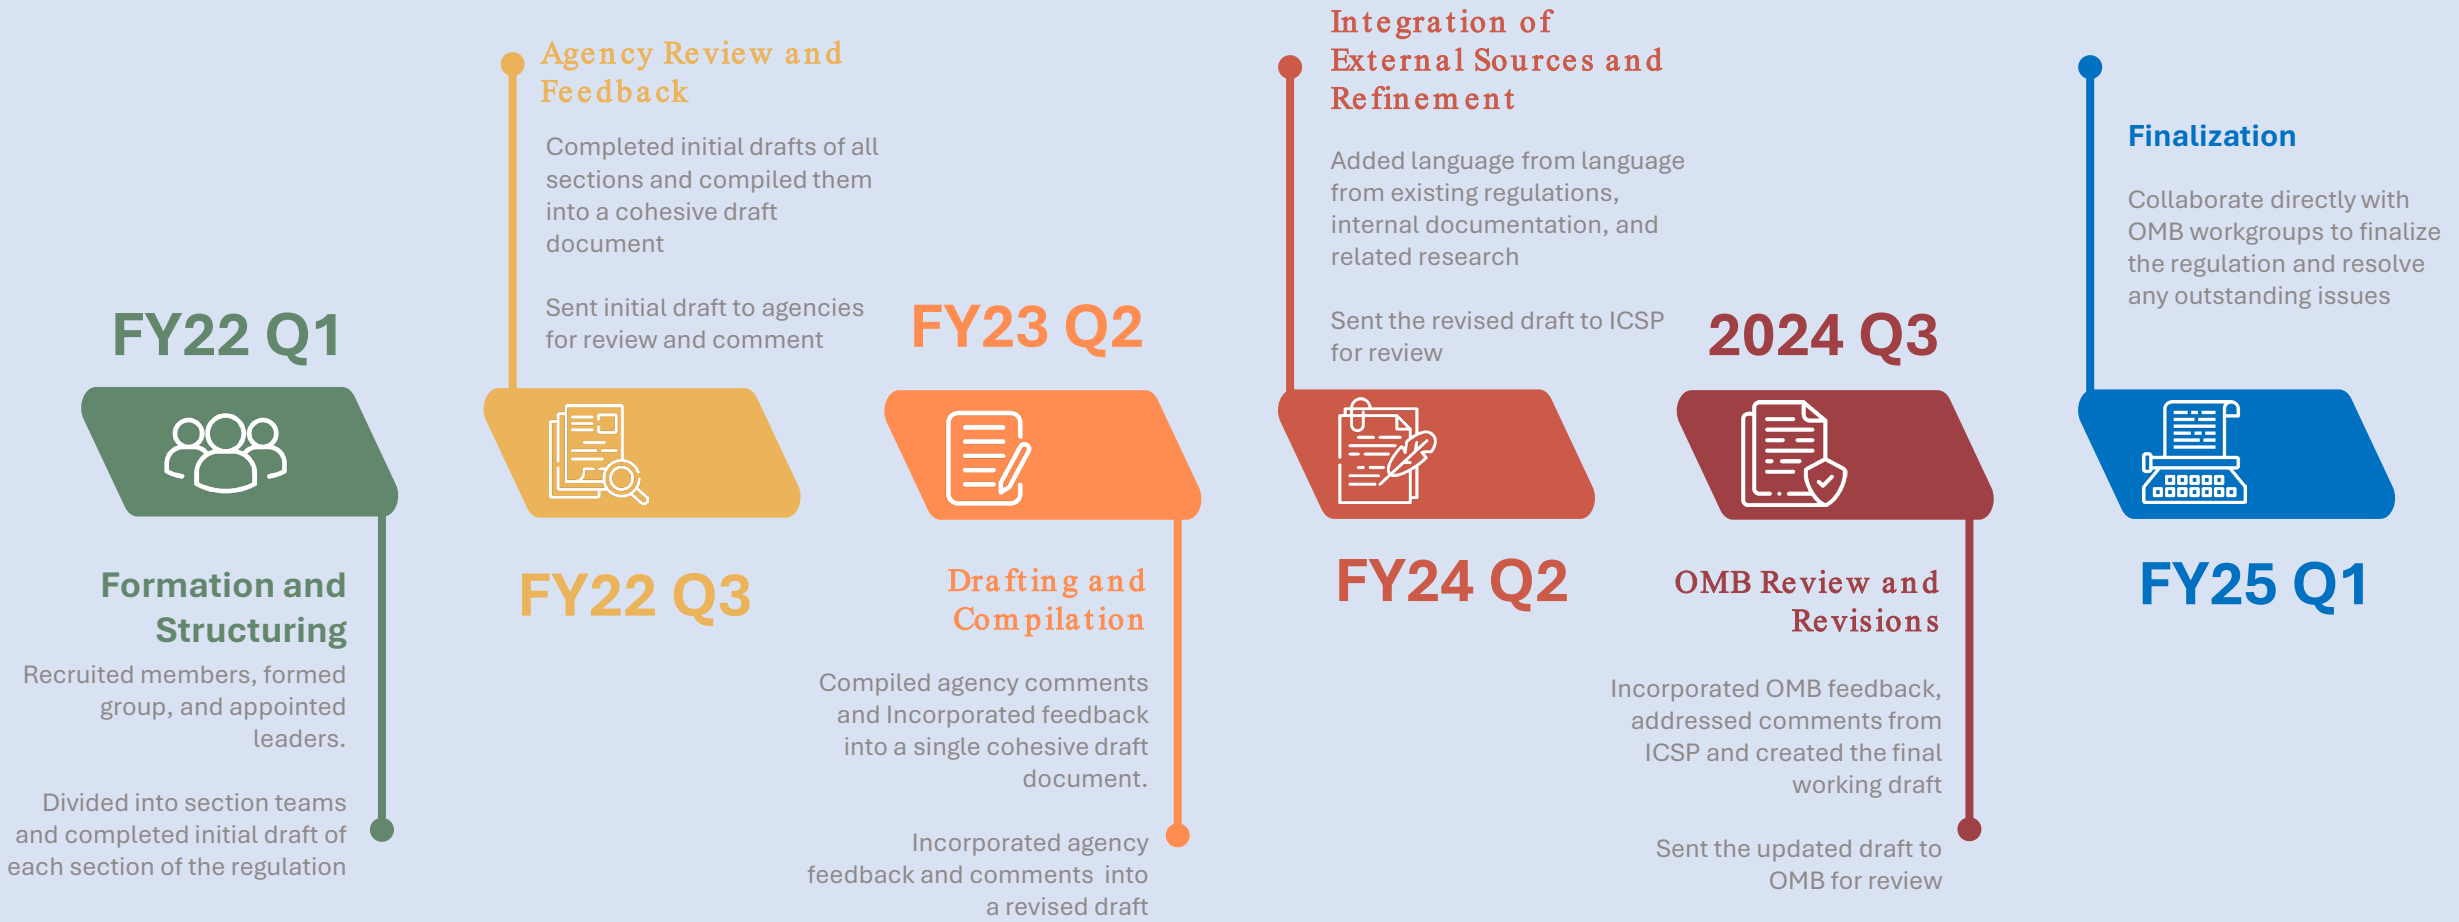 FY22 Q1
Formation and
Structuring
Recruited members, formed
group, and appointed
leaders.
Divided into section teams
and completed initial draft of
each section of the regulation
Agency Review and
Feedback
Completed initial drafts of all
sections and compiled them
into a cohesive draft
document
Sent initial draft to agencies
for review and comment
FY22 Q3
FY23 Q2
Drafting and
Compilation
Compiled agency comments
and Incorporated feedback
into a single cohesive draft
document.
Incorporated agency
feedback and comments into
a revised draft
Integration of
External Sources and
Refinement
Added language from language
from existing regulations,
internal documentation, and
related research
Sent the revised draft to ICSP
for review
FY24 Q2
2024 Q3
OMB Review and
Revisions
Incorporated OMB feedback,
addressed comments from
ICSP and created the final
working draft
Sent the updated draft to
OMB for review
Finalization
Collaborate directly with
OMB workgroups to finalize
the regulation and resolve
any outstanding issues
FY25 Q1